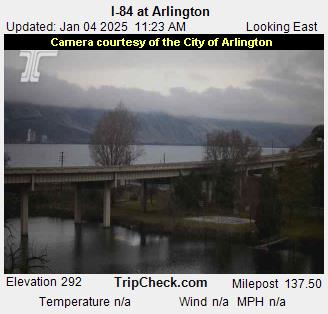 I-84 at Arlington
Updated: Jan 04 2025 11:23 AM Looking East
Camera courtesy of the City of Arlington
Elevation 292 TripCheck.com Milepost 137.50
Temperature n/a Wind n/a MPH n/a